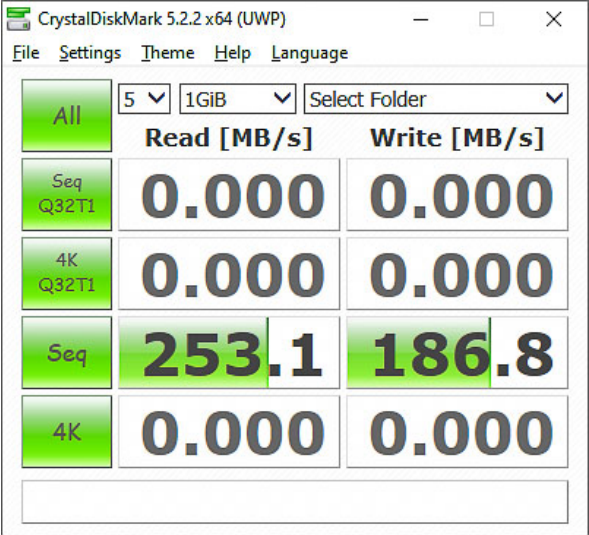 CrystalDiskMark 5.2.2 x64 (UWP)
File Settings Theme Help Language
All 5 1GiB Select Folder
Read [MB/s] Write [MB/s]
Seq
Q32T1
0.000 0.000
4K
Q32T1
0.000 0.000
Seq 253.1 186.8
4K 0.000 0.000